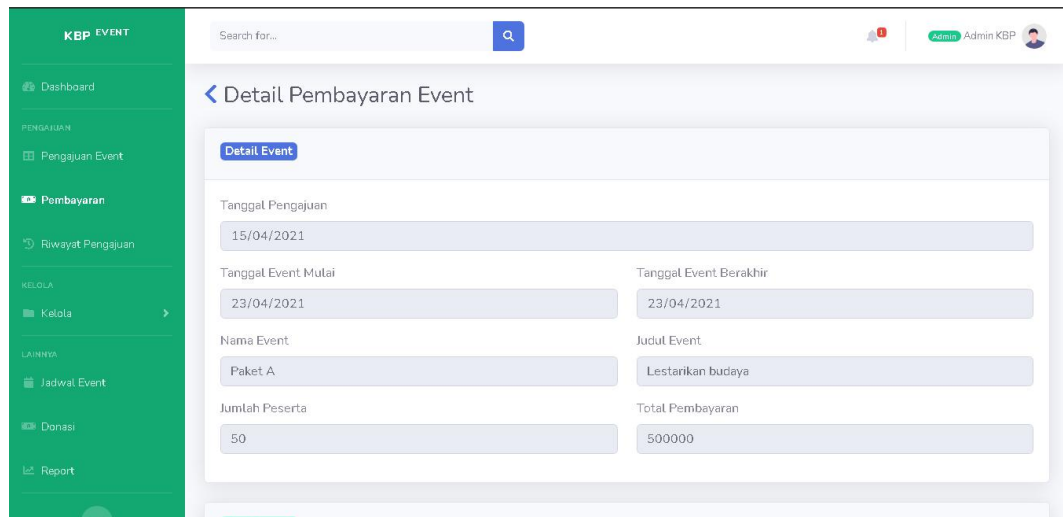 KBP EVENT
Search for...
1
Admin Admin KBP
Dashboard
PENGAJUAN
Pengajuan Event
Pembayaran
Riwayat Pengajuan
KELOLA
Kelola
LAINNYA
Jadwal Event
Donasi
Report
Detail Pembayaran Event
Detail Event
Tanggal Pengajuan
15/04/2021
Tanggal Event Mulai
23/04/2021
Tanggal Event Berakhir
23/04/2021
Nama Event
Paket A
Judul Event
Lestarikan budaya
Jumlah Peserta
50
Total Pembayaran
500000